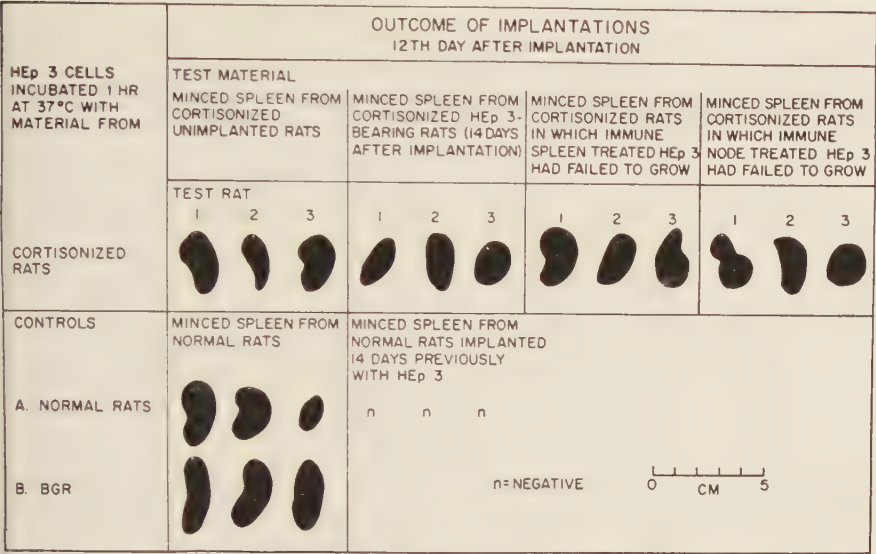 OUTCOME OF IMPLANTATIONS
12TH DAY AFTER IMPLANTATION
HEp 3 CELLS
INCUBATED 1 HR
AT 37°C WITH
MATERIAL FROM
TEST MATERIAL
MINCED SPLEEN FROM
CORTISONIZED
UNIMPLANTED RATS
MINCED SPLEEN FROM
CORTISONIZED HEp 3-
BEARING RATS (14 DAYS
AFTER IMPLANTATION)
MINCED SPLEEN FROM
CORTISONIZED RATS
IN WHICH IMMUNE
SPLEEN TREATED HEp 3
HAD FAILED TO GROW
MINCED SPLEEN FROM
CORTISONIZED RATS
IN WHICH IMMUNE
NODE TREATED HEp 3
HAD FAILED TO GROW
TEST RAT
1 2 3 1 2 3 1 2 3 1 2 3
CORTISONIZED
RATS
CONTROLS
MINCED SPLEEN FROM
NORMAL RATS
MINCED SPLEEN FROM
NORMAL RATS IMPLANTED
14 DAYS PREVIOUSLY
WITH HEp 3
A. NORMAL RATS
n n n
B. BGR
n=NEGATIVE
0 CM 5